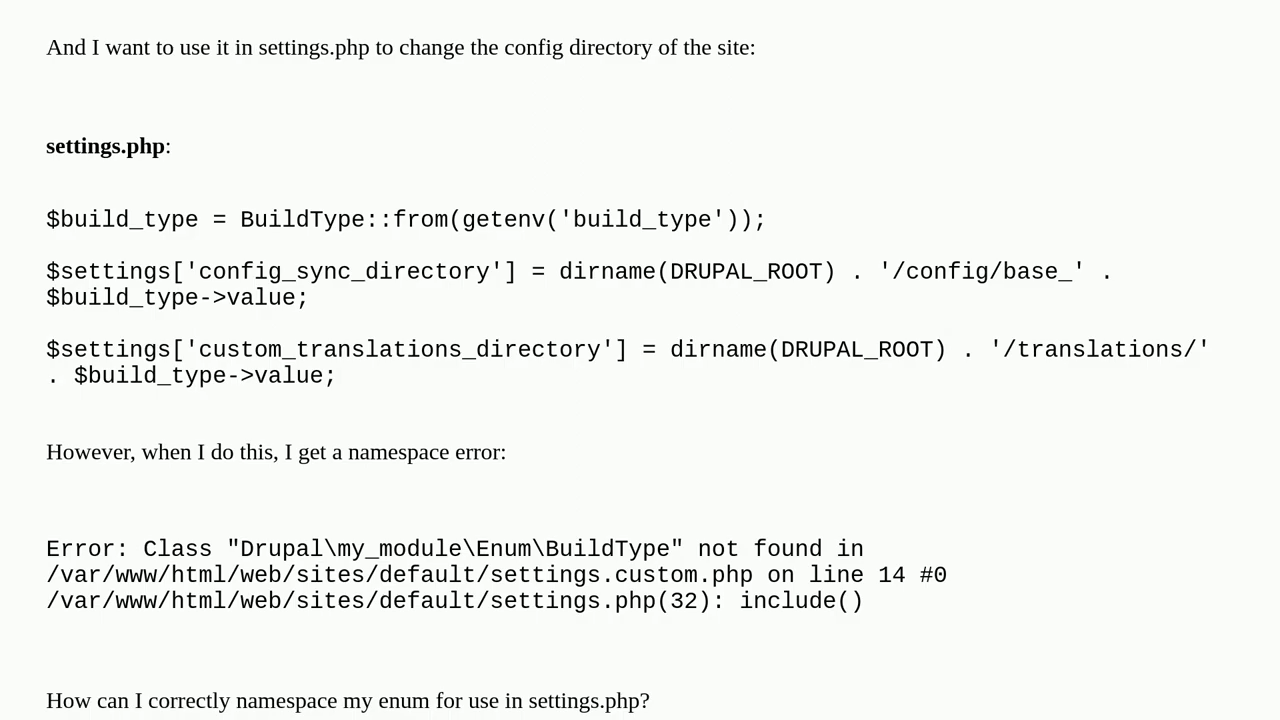 And I want to use it in settings.php to change the config directory of the site:
settings.php:
$build_type = BuildType::from(getenv('build_type'));
$settings['config_sync_directory'] = dirname(DRUPAL_ROOT) . '/config/base_' .
$build_type->value;
$settings['custom_translations_directory'] = dirname(DRUPAL_ROOT) . '/translations/'
. $build_type->value;
However, when I do this, I get a namespace error:
Error: Class "Drupal\my_module\Enum\BuildType" not found in
/var/www/html/web/sites/default/settings.custom.php on line 14 #0
/var/www/html/web/sites/default/settings.php(32): include()
How can I correctly namespace my enum for use in settings.php?